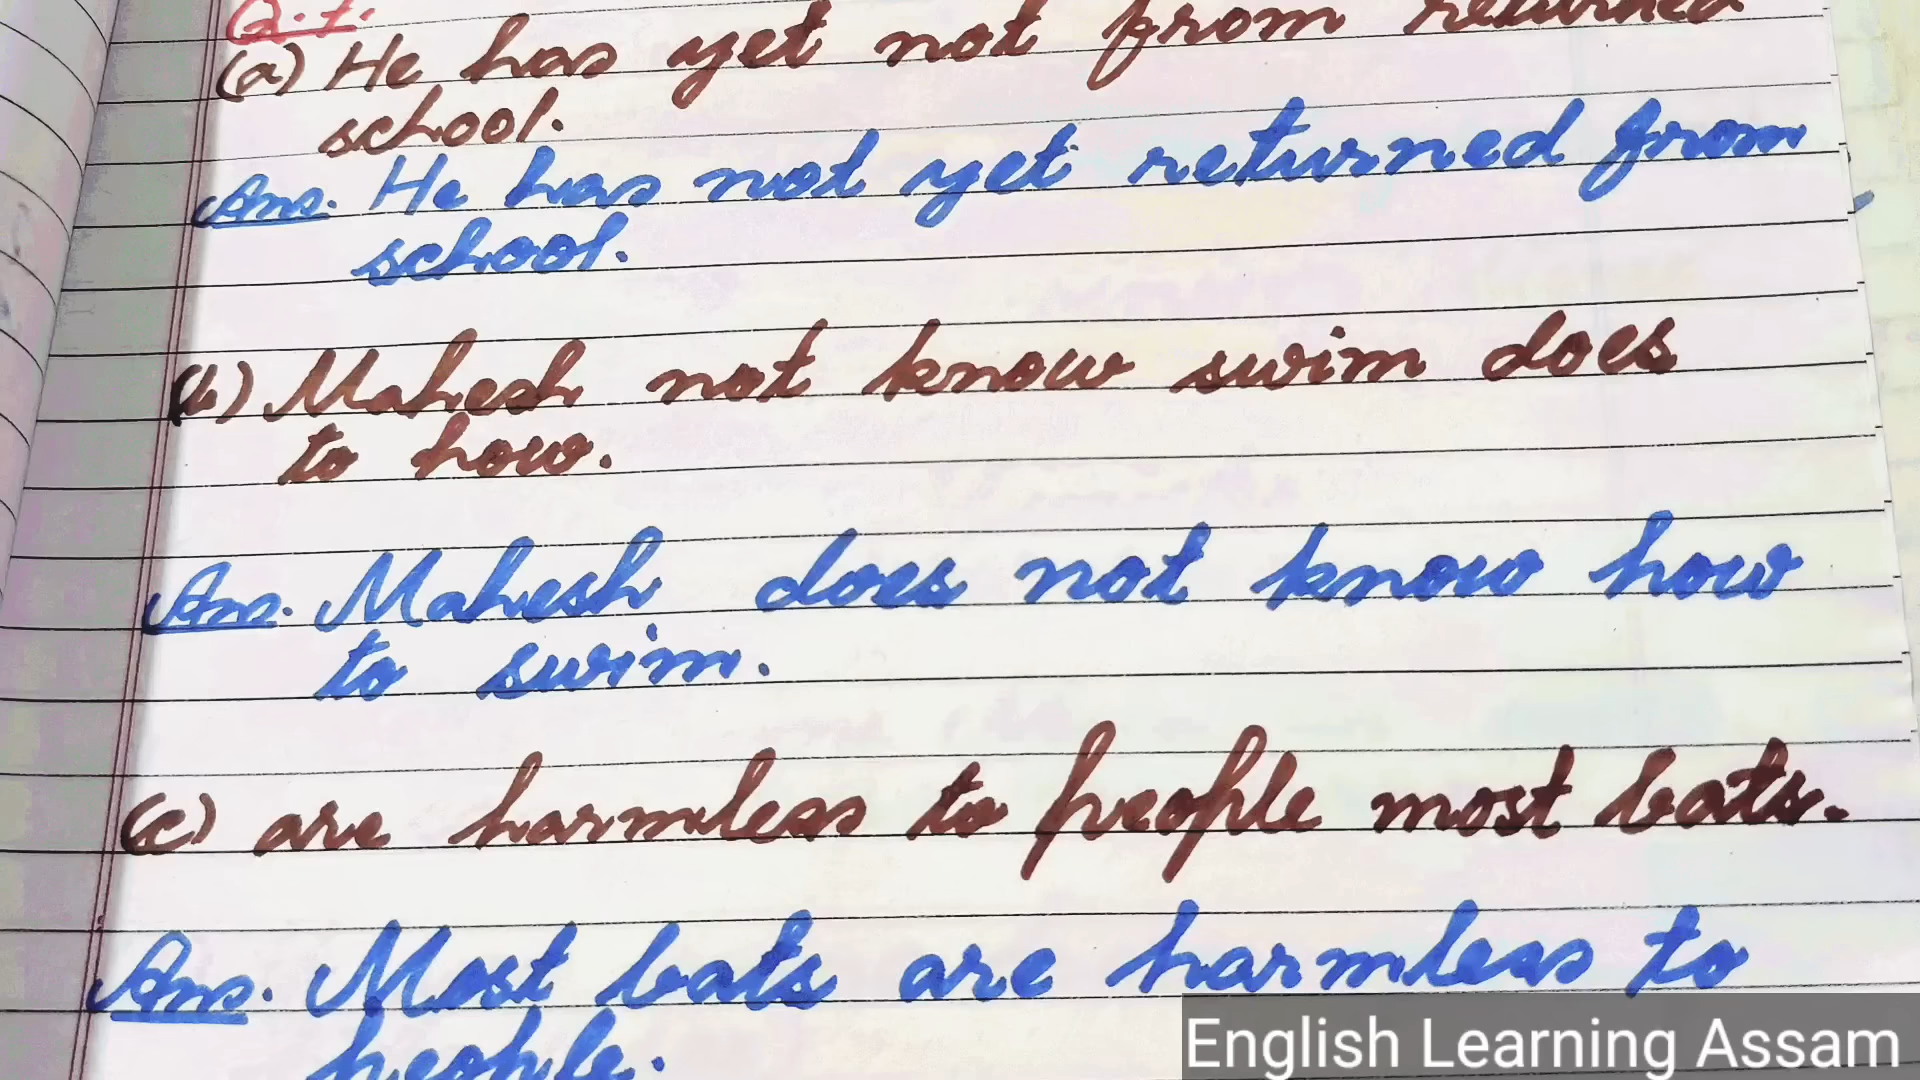 Q.7.
(a) He has yet not from returned
school.
Ans. He has not yet returned from
school.
(b) Mahesh not know swim does
to how.
Ans. Mahesh does not know how
to swim.
(c) are harmless to people most bats.
Ans. Most bats are harmless to
people.
English Learning Assam